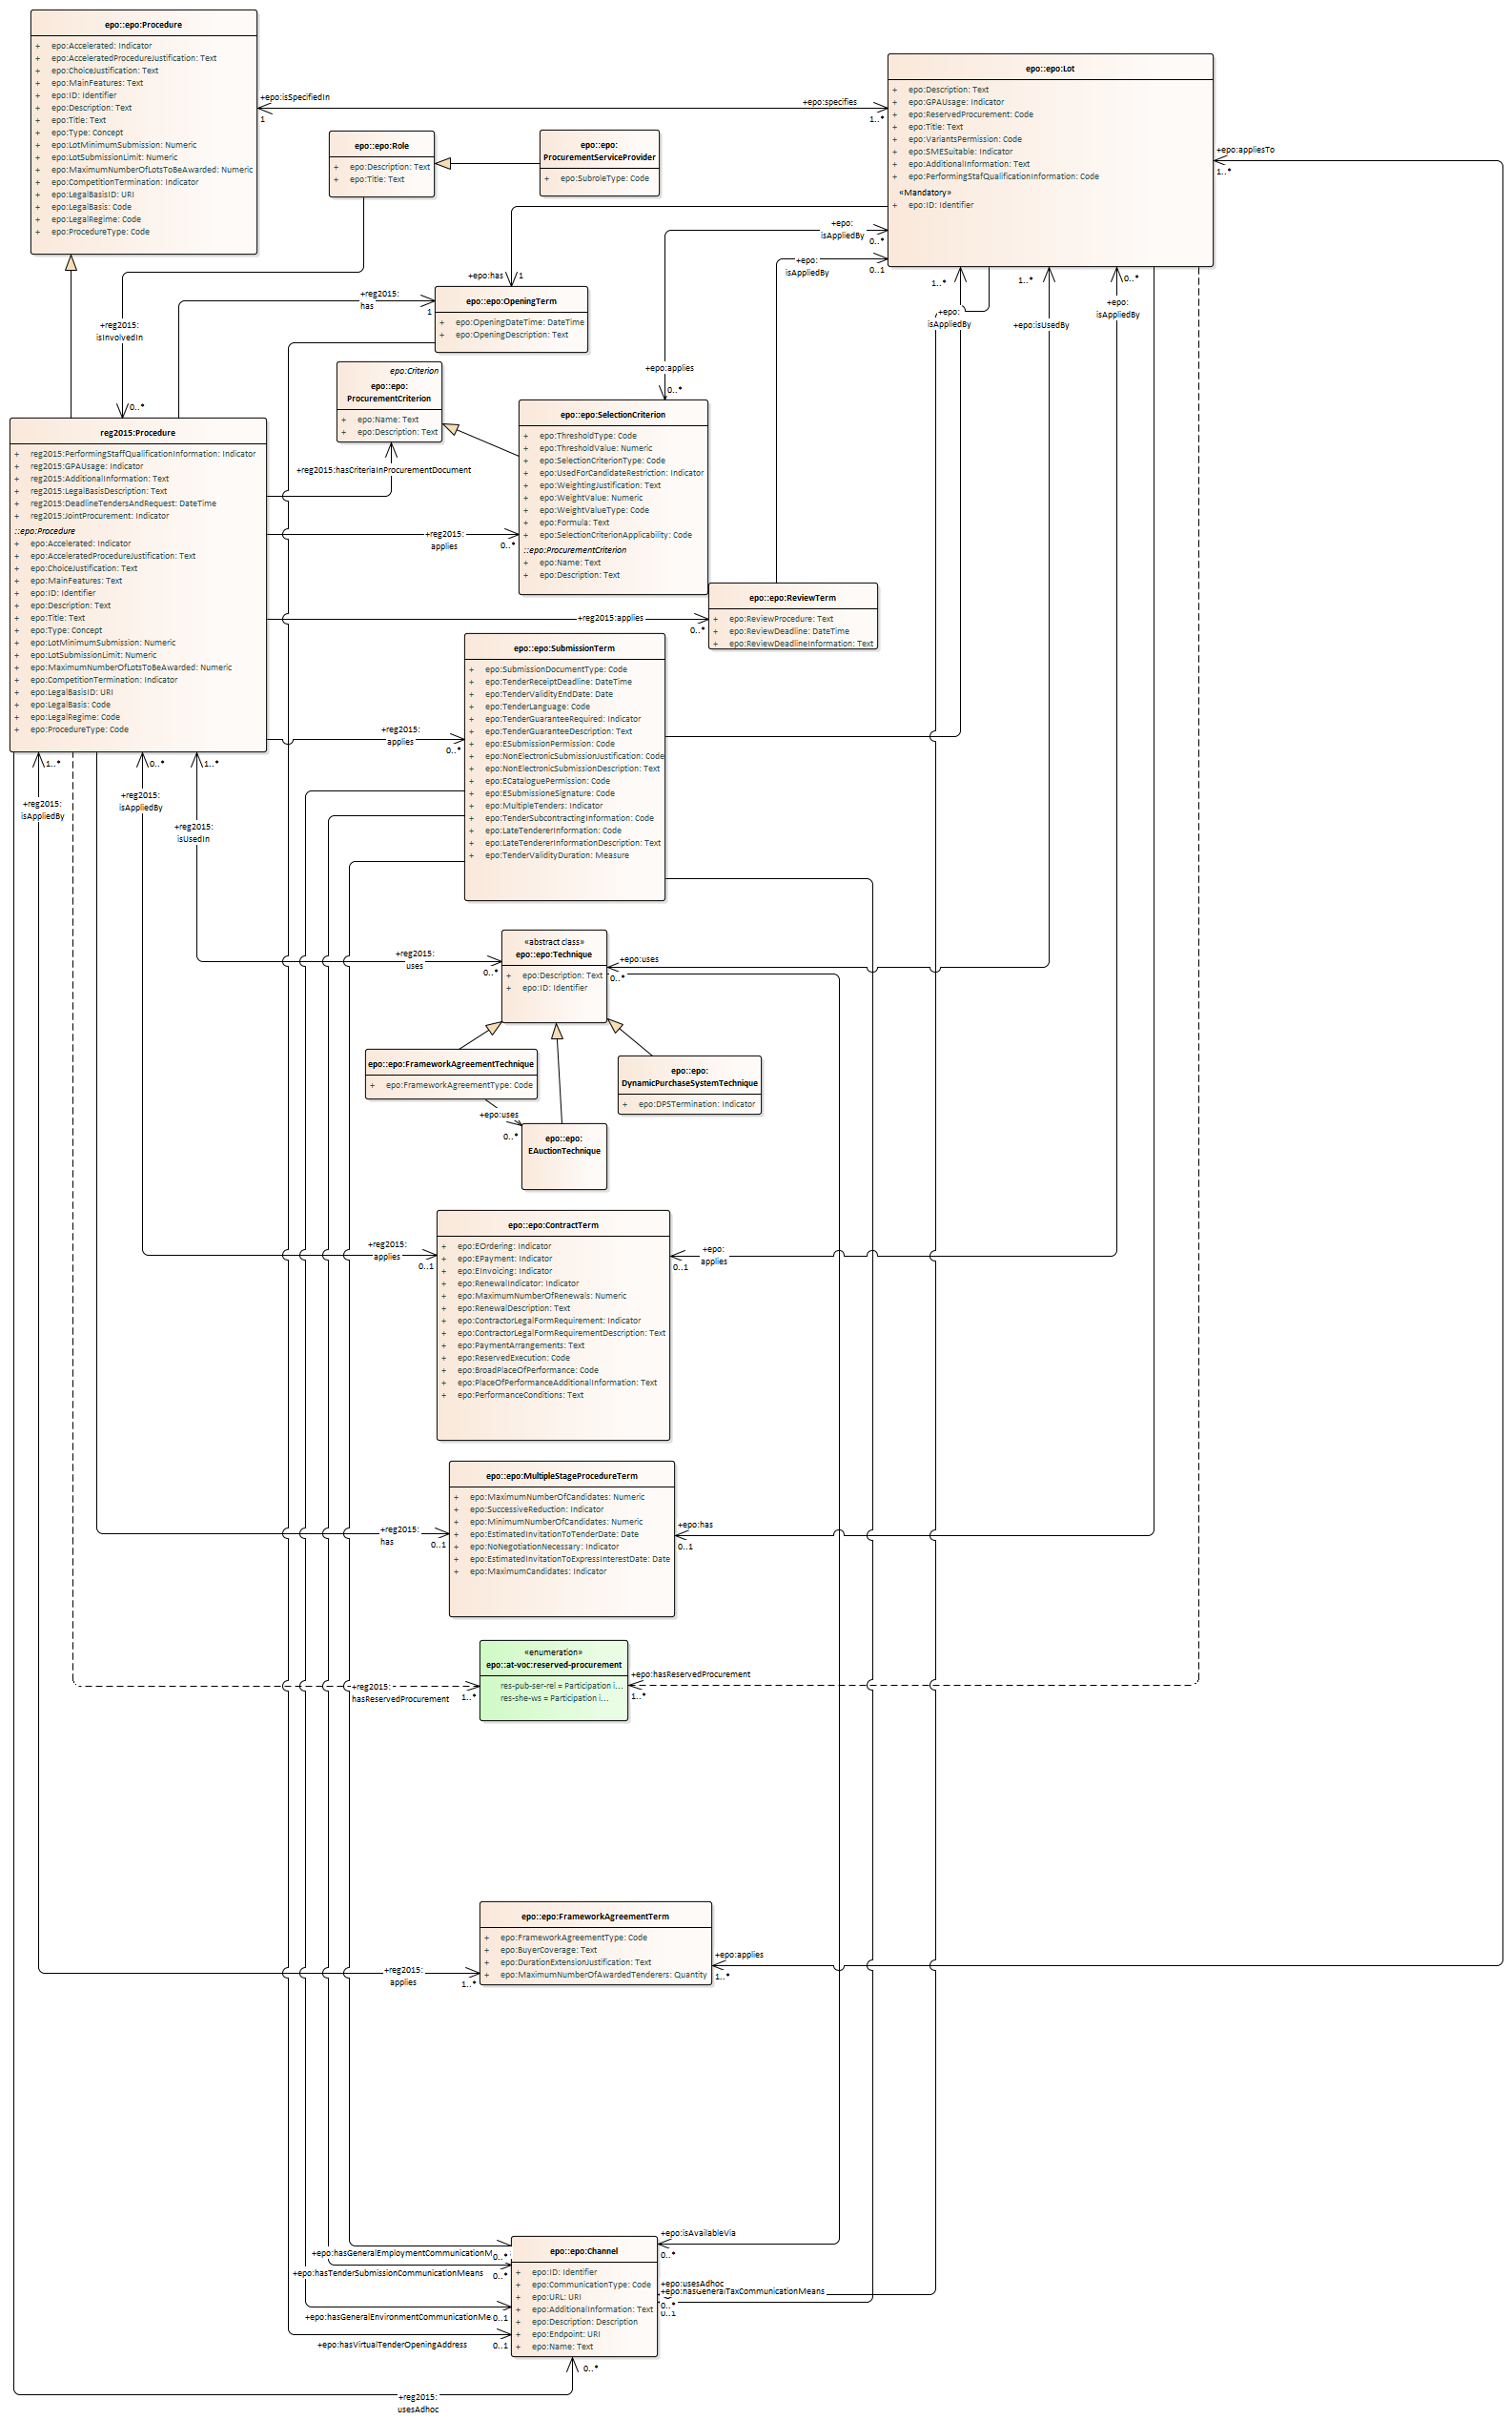 epo::epo:Procedure
+ epo:Accelerated: Indicator
+ epo:AcceleratedProcedureJustification: Text
+ epo:ChoiceJustification: Text
+ epo:MainFeatures: Text
+ epo:ID: Identifier
+ epo:Description: Text
+ epo:Title: Text
+ epo:Type: Concept
+ epo:LotMinimumSubmission: Numeric
+ epo:LotSubmissionLimit: Numeric
+ epo:MaximumNumberOfLotsToBeAwarded: Numeric
+ epo:CompetitionTermination: Indicator
+ epo:LegalBasisID: URI
+ epo:LegalBasis: Code
+ epo:LegalRegime: Code
+ epo:ProcedureType: Code
+epo:isSpecifiedIn
1
+epo:specifies
1..*
epo::epo:Lot
+ epo:Description: Text
+ epo:GPAUsage: Indicator
+ epo:ReservedProcurement: Code
+ epo:Title: Text
+ epo:VariantsPermission: Code
+ epo:SMESuitable: Indicator
+ epo:AdditionalInformation: Text
+ epo:PerformingStafQualificationInformation: Code
«Mandatory»
+ epo:ID: Identifier
+epo:appliesTo
1..*
epo::epo:Role
+ epo:Description: Text
+ epo:Title: Text
epo::epo:
ProcurementServiceProvider
+ epo:SubroleType: Code
+epo:
isAppliedBy
0..*
+epo:
isAppliedBy
0..1
+epo:has
1
1..*
+epo:
isAppliedBy
1..*
+epo:isUsedBy
0..*
+epo:
isAppliedBy
+reg2015:
isInvolvedIn
0..*
+reg2015:
has
1
epo::epo:OpeningTerm
+ epo:OpeningDateTime: DateTime
+ epo:OpeningDescription: Text
epo:Criterion
epo::epo:
ProcurementCriterion
+ epo:Name: Text
+ epo:Description: Text
+epo:applies
0..*
epo::epo:SelectionCriterion
+ epo:ThresholdType: Code
+ epo:ThresholdValue: Numeric
+ epo:SelectionCriterionType: Code
+ epo:UsedForCandidateRestriction: Indicator
+ epo:WeightingJustification: Text
+ epo:WeightValue: Numeric
+ epo:WeightValueType: Code
+ epo:Formula: Text
+ epo:SelectionCriterionApplicability: Code
::epo:ProcurementCriterion
+ epo:Name: Text
+ epo:Description: Text
reg2015:Procedure
+ reg2015:PerformingStaffQualificationInformation: Indicator
+ reg2015:GPAUsage: Indicator
+ reg2015:AdditionalInformation: Text
+ reg2015:LegalBasisDescription: Text
+ reg2015:DeadlineTendersAndRequest: DateTime
+ reg2015:JointProcurement: Indicator
::epo:Procedure
+ epo:Accelerated: Indicator
+ epo:AcceleratedProcedureJustification: Text
+ epo:ChoiceJustification: Text
+ epo:MainFeatures: Text
+ epo:ID: Identifier
+ epo:Description: Text
+ epo:Title: Text
+ epo:Type: Concept
+ epo:LotMinimumSubmission: Numeric
+ epo:LotSubmissionLimit: Numeric
+ epo:MaximumNumberOfLotsToBeAwarded: Numeric
+ epo:CompetitionTermination: Indicator
+ epo:LegalBasisID: URI
+ epo:LegalBasis: Code
+ epo:LegalRegime: Code
+ epo:ProcedureType: Code
+reg2015:hasCriteriaInProcurementDocument
+reg2015:
applies
0..*
+reg2015:applies
0..*
epo::epo:ReviewTerm
+ epo:ReviewProcedure: Text
+ epo:ReviewDeadline: DateTime
+ epo:ReviewDeadlineInformation: Text
epo::epo:SubmissionTerm
+ epo:SubmissionDocumentType: Code
+ epo:TenderReceiptDeadline: DateTime
+ epo:TenderValidityEndDate: Date
+ epo:TenderLanguage: Code
+ epo:TenderGuaranteeRequired: Indicator
+ epo:TenderGuaranteeDescription: Text
+ epo:ESubmissionPermission: Code
+ epo:NonElectronicSubmissionJustification: Code
+ epo:NonElectronicSubmissionDescription: Text
+ epo:ECataloguePermission: Code
+ epo:ESubmissioneSignature: Code
+ epo:MultipleTenders: Indicator
+ epo:TenderSubcontractingInformation: Code
+ epo:LateTendererInformation: Code
+ epo:LateTendererInformationDescription: Text
+ epo:TenderValidityDuration: Measure
+reg2015:
applies
0..*
1..*
+reg2015:
isAppliedBy
0..*
+reg2015:
isAppliedBy
1..*
+reg2015:
isUsedIn
+reg2015:
uses
0..*
«abstract class»
epo::epo:Technique
+ epo:Description: Text
+ epo:ID: Identifier
+epo:uses
0..*
epo::epo:FrameworkAgreementTechnique
+ epo:FrameworkAgreementType: Code
epo::epo:
DynamicPurchaseSystemTechnique
+ epo:DPSTermination: Indicator
+epo:uses
0..*
epo::epo:
EAuctionTechnique
epo::epo:ContractTerm
+ epo:EOrdering: Indicator
+ epo:EPayment: Indicator
+ epo:EInvoicing: Indicator
+ epo:RenewalIndicator: Indicator
+ epo:MaximumNumberOfRenewals: Numeric
+ epo:RenewalDescription: Text
+ epo:ContractorLegalFormRequirement: Indicator
+ epo:ContractorLegalFormRequirementDescription: Text
+ epo:PaymentArrangements: Text
+ epo:ReservedExecution: Code
+ epo:BroadPlaceOfPerformance: Code
+ epo:PlaceOfPerformanceAdditionalInformation: Text
+ epo:PerformanceConditions: Text
+reg2015:
applies
0..1
+epo:
applies
0..1
epo::epo:MultipleStageProcedureTerm
+ epo:MaximumNumberOfCandidates: Numeric
+ epo:SuccessiveReduction: Indicator
+ epo:MinimumNumberOfCandidates: Numeric
+ epo:EstimatedInvitationToTenderDate: Date
+ epo:NoNegotiationNecessary: Indicator
+ epo:EstimatedInvitationToExpressInterestDate: Date
+ epo:MaximumCandidates: Indicator
+reg2015:
has
0..1
+epo:has
0..1
«enumeration»
epo::at-voc:reserved-procurement
res-pub-ser-rel = Participation i...
res-she-ws = Participation i...
+reg2015:
hasReservedProcurement
1..*
+epo:hasReservedProcurement
1..*
epo::epo:FrameworkAgreementTerm
+ epo:FrameworkAgreementType: Code
+ epo:BuyerCoverage: Text
+ epo:DurationExtensionJustification: Text
+ epo:MaximumNumberOfAwardedTenderers: Quantity
+reg2015:
applies
1..*
+epo:applies
1..*
epo::epo:Channel
+ epo:ID: Identifier
+ epo:CommunicationType: Code
+ epo:URL: URI
+ epo:AdditionalInformation: Text
+ epo:Description: Description
+ epo:Endpoint: URI
+ epo:Name: Text
+epo:isAvailableVia
0..*
+epo:hasGeneralEmploymentCommunicationM
0..*
+epo:hasTenderSubmissionCommunicationMeans
0..*
+epo:usesAdhoc
+epo:hasGeneralTaxCommunicationMeans
0..*
0..1
+epo:hasGeneralEnvironmentCommunicationMe
0..1
+epo:hasVirtualTenderOpeningAddress
0..1
0..*
+reg2015:
usesAdhoc